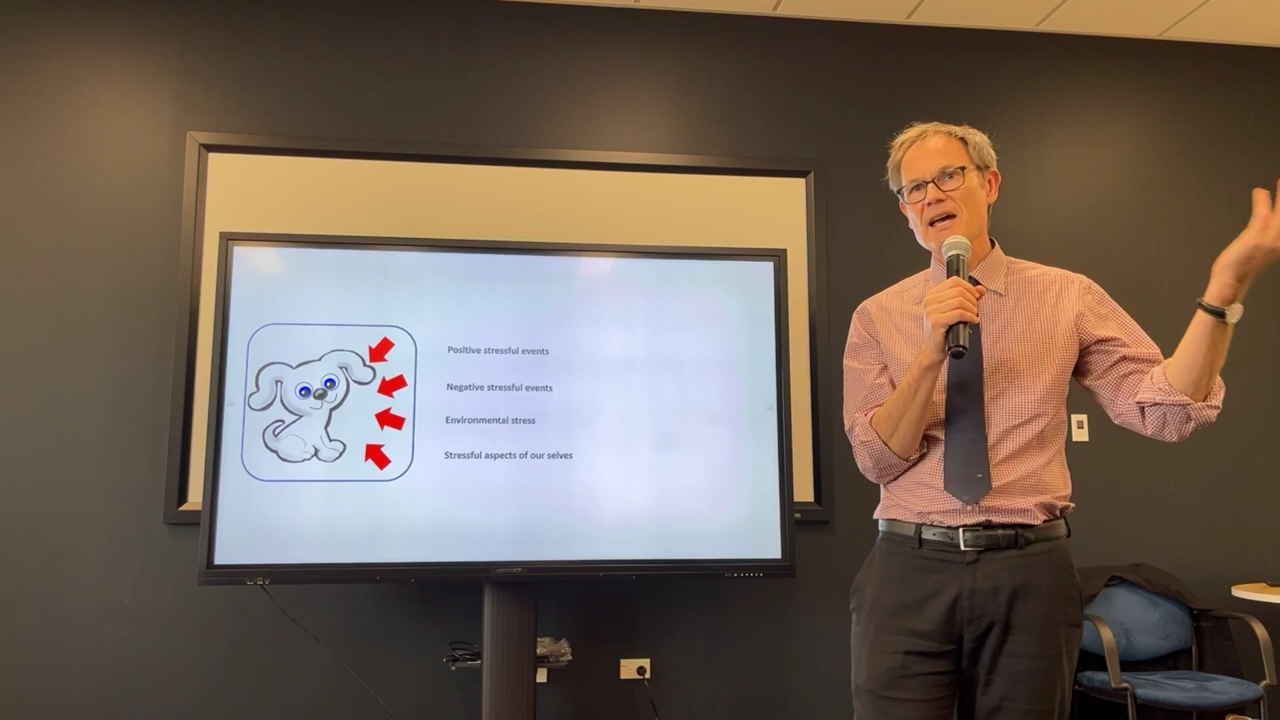 Positive stressful events
Negative stressful events
Environmental stress
Stressful aspects of our selves